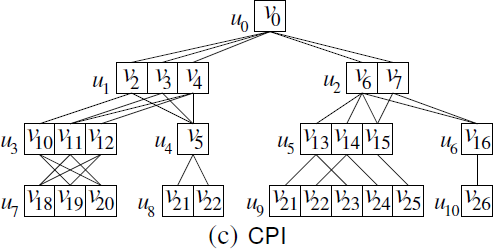 u0 v0
u1 v2 v3 v4 u2 v6 v7
u3 v10 v11 v12 u4 v5 u5 v13 v14 v15 u6 v16
u7 v18 v19 v20 u8 v21 v22 u9 v21 v22 v23 v24 v25 u10 v26
(c) CPI